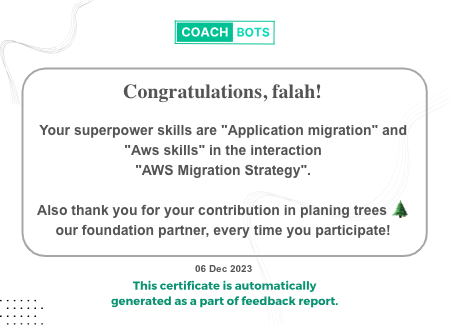 COACH BOTS
Congratulations, falah!
Your superpower skills are "Application migration" and
"Aws skills" in the interaction
"AWS Migration Strategy".
Also thank you for your contribution in planing trees 🌲
our foundation partner, every time you participate!
06 Dec 2023
This certificate is automatically
generated as a part of feedback report.